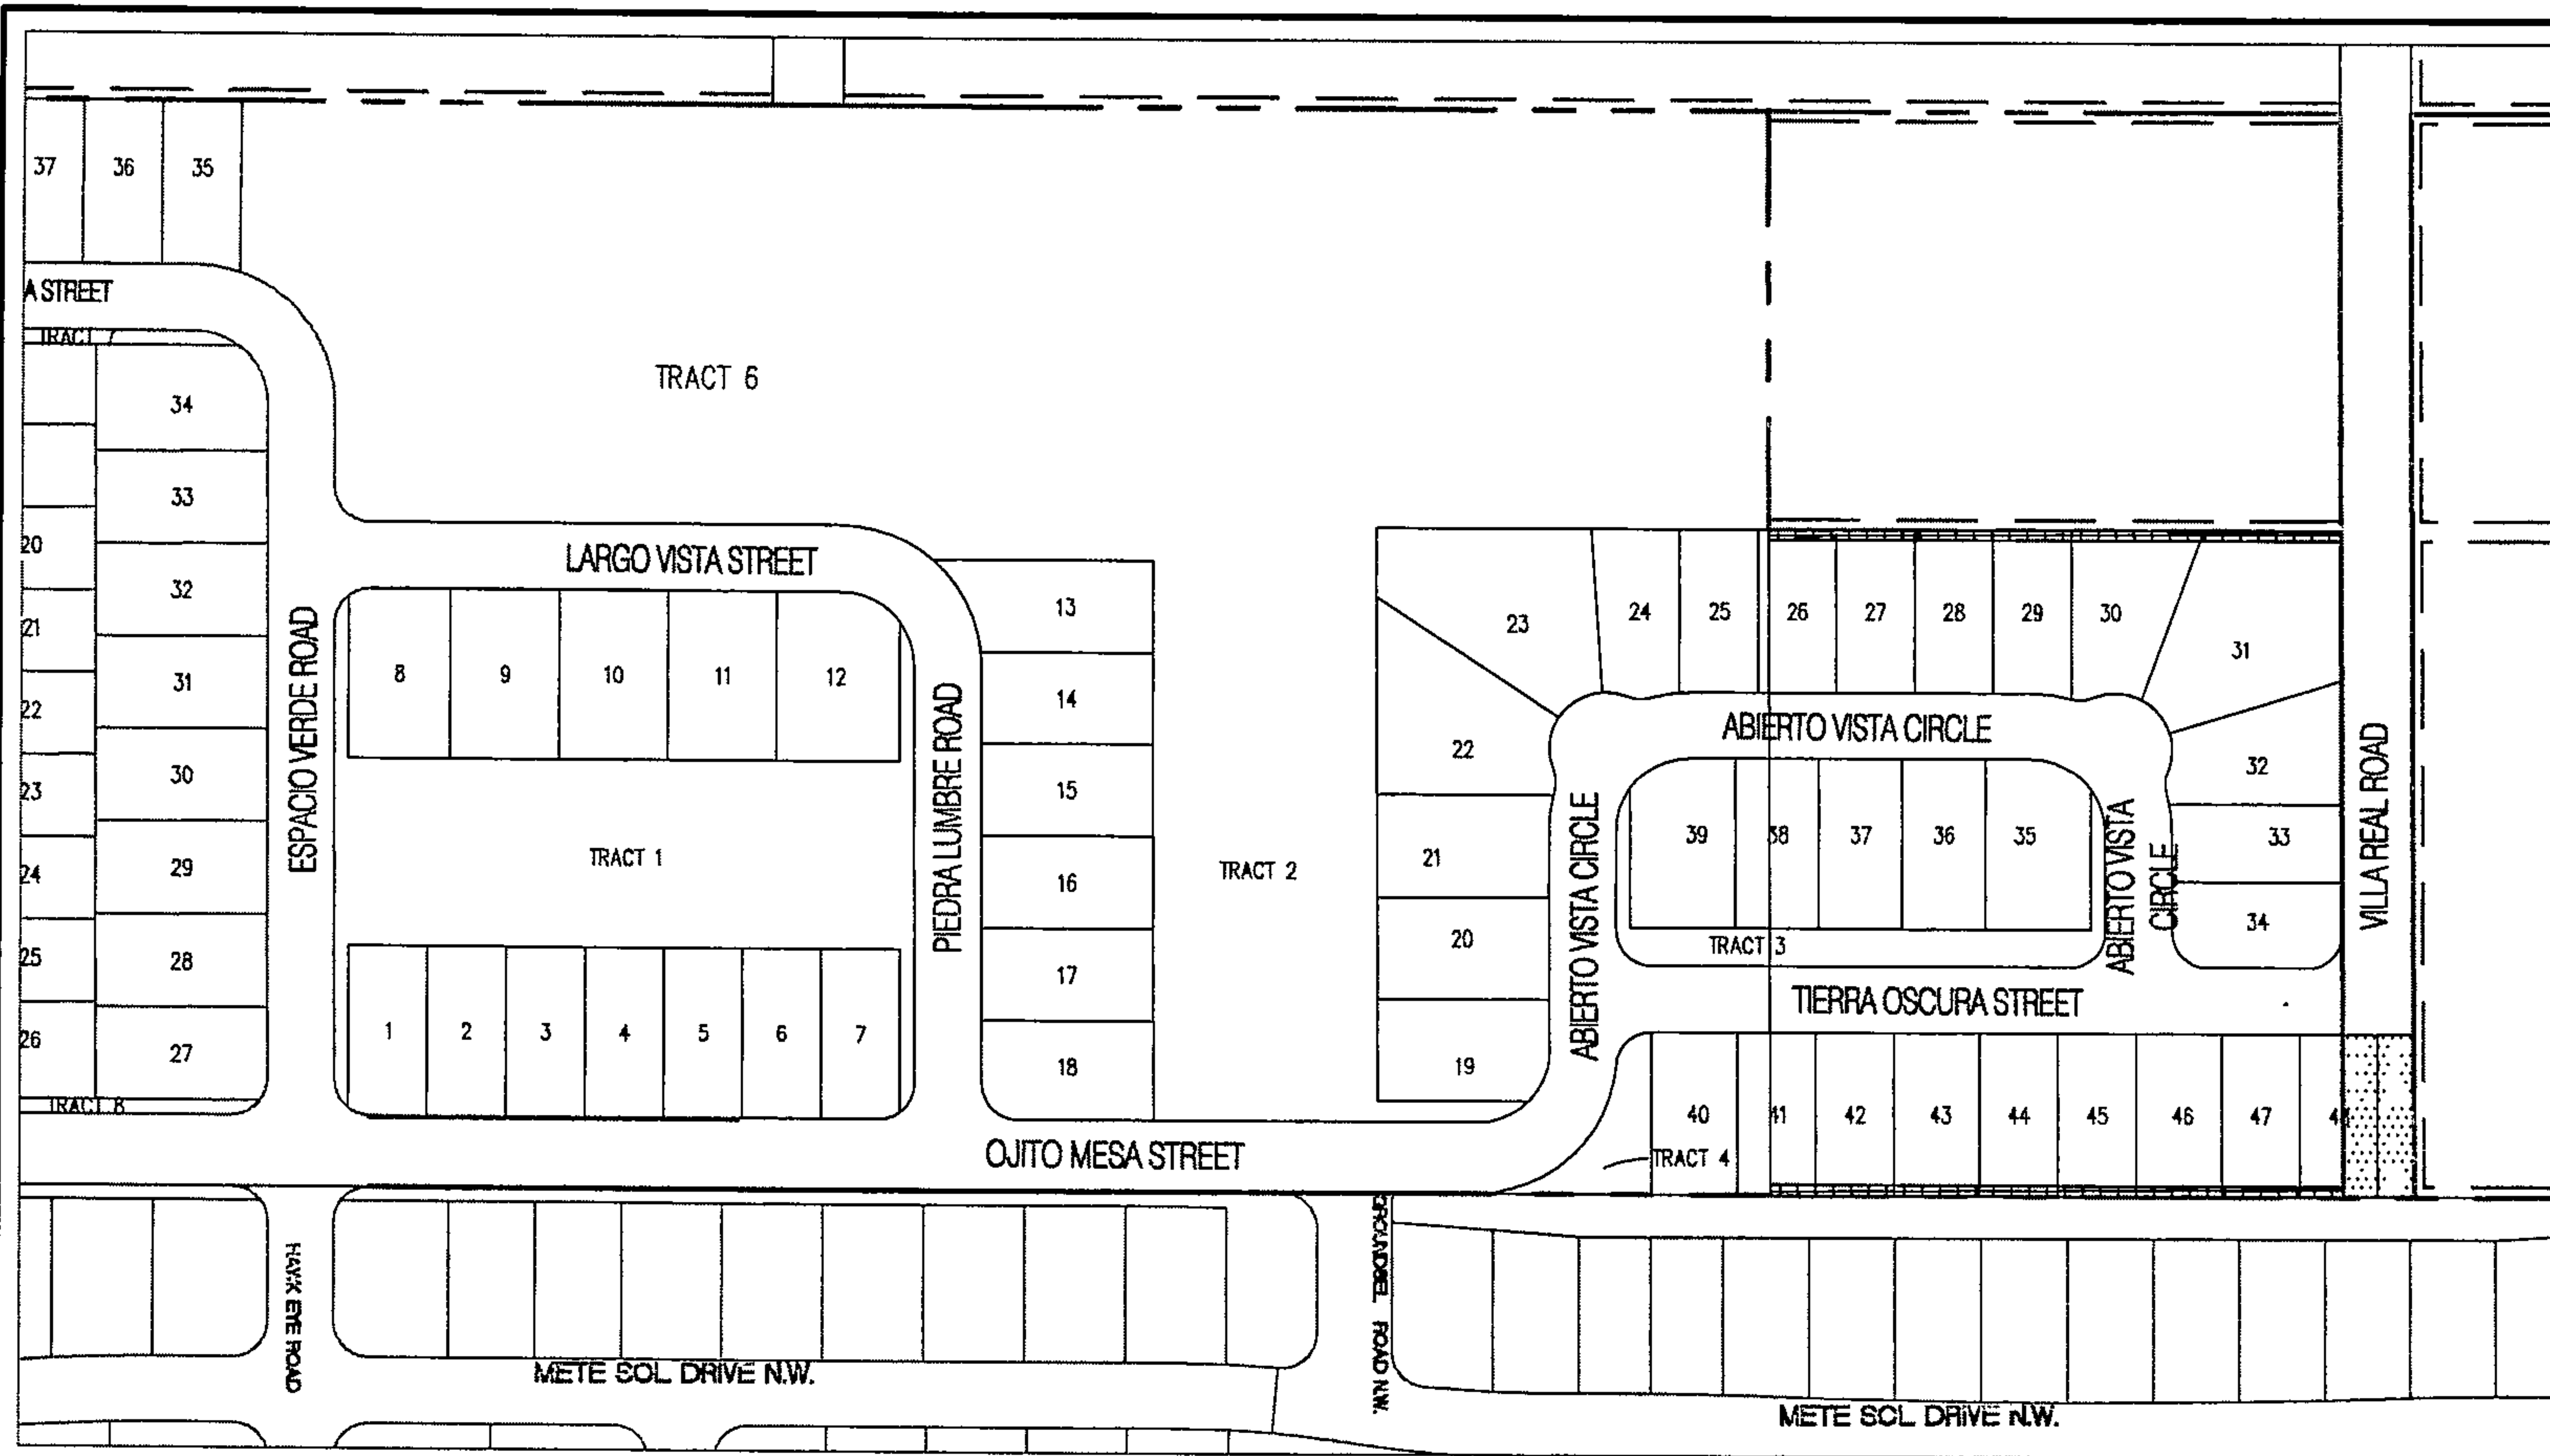 37 36 35
A STREET
TRACT 7
34
33
32
31
30
29
28
27
20
21
22
23
24
25
26
TRACT 8
TRACT 6
ESPACIO VERDE ROAD
LARGO VISTA STREET
8 9 10 11 12
TRACT 1
1 2 3 4 5 6 7
PIEDRA LUMBRE ROAD
13
14
15
16
17
18
TRACT 2
OJITO MESA STREET
23 24 25 26 27 28 29 30 31
22
21
20
19
32
33
34
ABIERTO VISTA CIRCLE
ABIERTO VISTA CIRCLE
39 38 37 36 35
ABIERTO VISTA
CIRCLE
TRACT 3
TIERRA OSCURA STREET
VILLA REAL ROAD
40 41 42 43 44 45 46 47
TRACT 4
HAWK EYE ROAD
GROUNDSEL ROAD N.W.
METE SOL DRIVE N.W.
METE SOL DRIVE N.W.